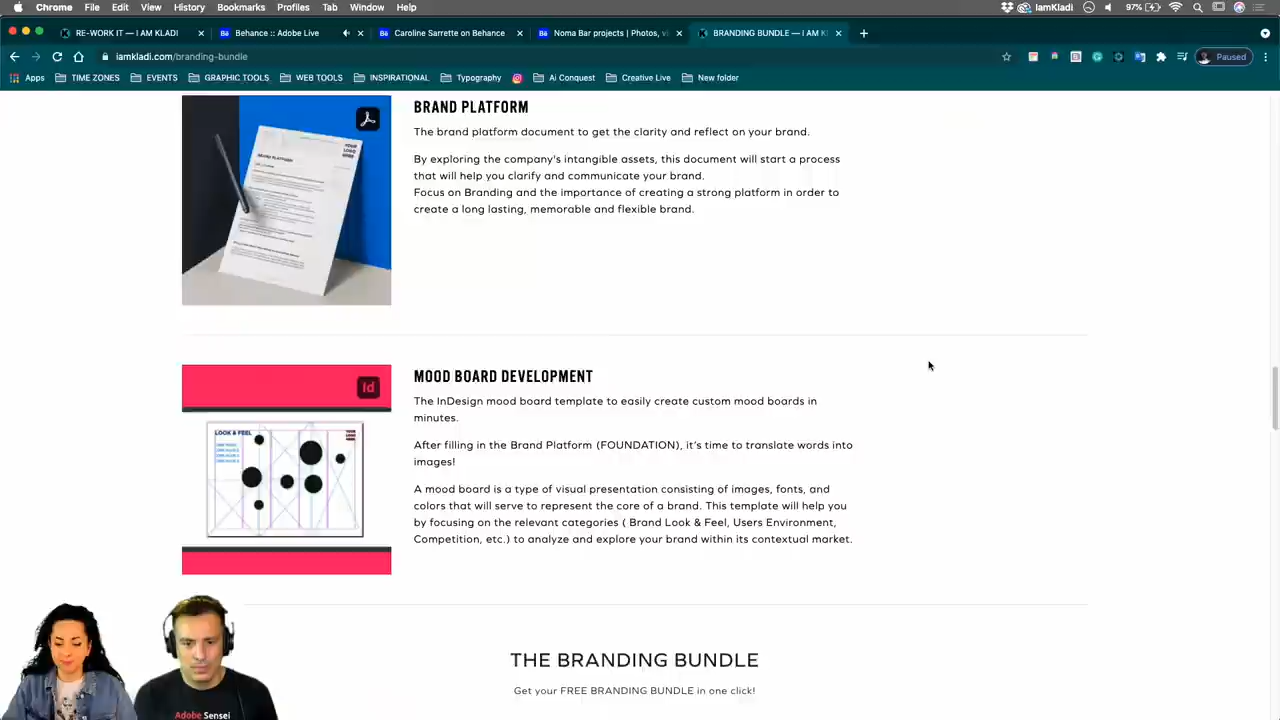 Chrome File Edit View History Bookmarks Profiles Tab Window Help IamKladi 97%
RE-WORK IT — I AM KLADI
Behance :: Adobe Live
Caroline Sarrette on Behance
Noma Bar projects | Photos, vi
BRANDING BUNDLE — I AM K
iamkladi.com/branding-bundle
Paused
Apps TIME ZONES EVENTS GRAPHIC TOOLS WEB TOOLS INSPIRATIONAL Typography Ai Conquest Creative Live New folder
YOUR
LOGO
HERE
BRAND PLATFORM
The brand platform document to get the clarity and reflect on your brand.
By exploring the company's intangible assets, this document will start a process
that will help you clarify and communicate your brand.
Focus on Branding and the importance of creating a strong platform in order to
create a long lasting, memorable and flexible brand.
Id
LOOK & FEEL
YOUR
LOGO
HERE
MOOD BOARD DEVELOPMENT
The InDesign mood board template to easily create custom mood boards in
minutes.
After filling in the Brand Platform (FOUNDATION), it's time to translate words into
images!
A mood board is a type of visual presentation consisting of images, fonts, and
colors that will serve to represent the core of a brand. This template will help you
by focusing on the relevant categories ( Brand Look & Feel, Users Environment,
Competition, etc.) to analyze and explore your brand within its contextual market.
THE BRANDING BUNDLE
Get your FREE BRANDING BUNDLE in one click!
Adobe Sensei